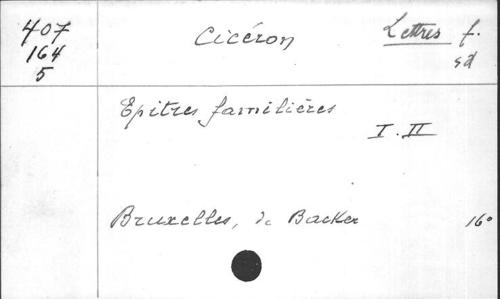 407
164
5
Cicéron
Lettres f.
sd
Epitres familières
I. II
Bruxelles, de Backer
16°